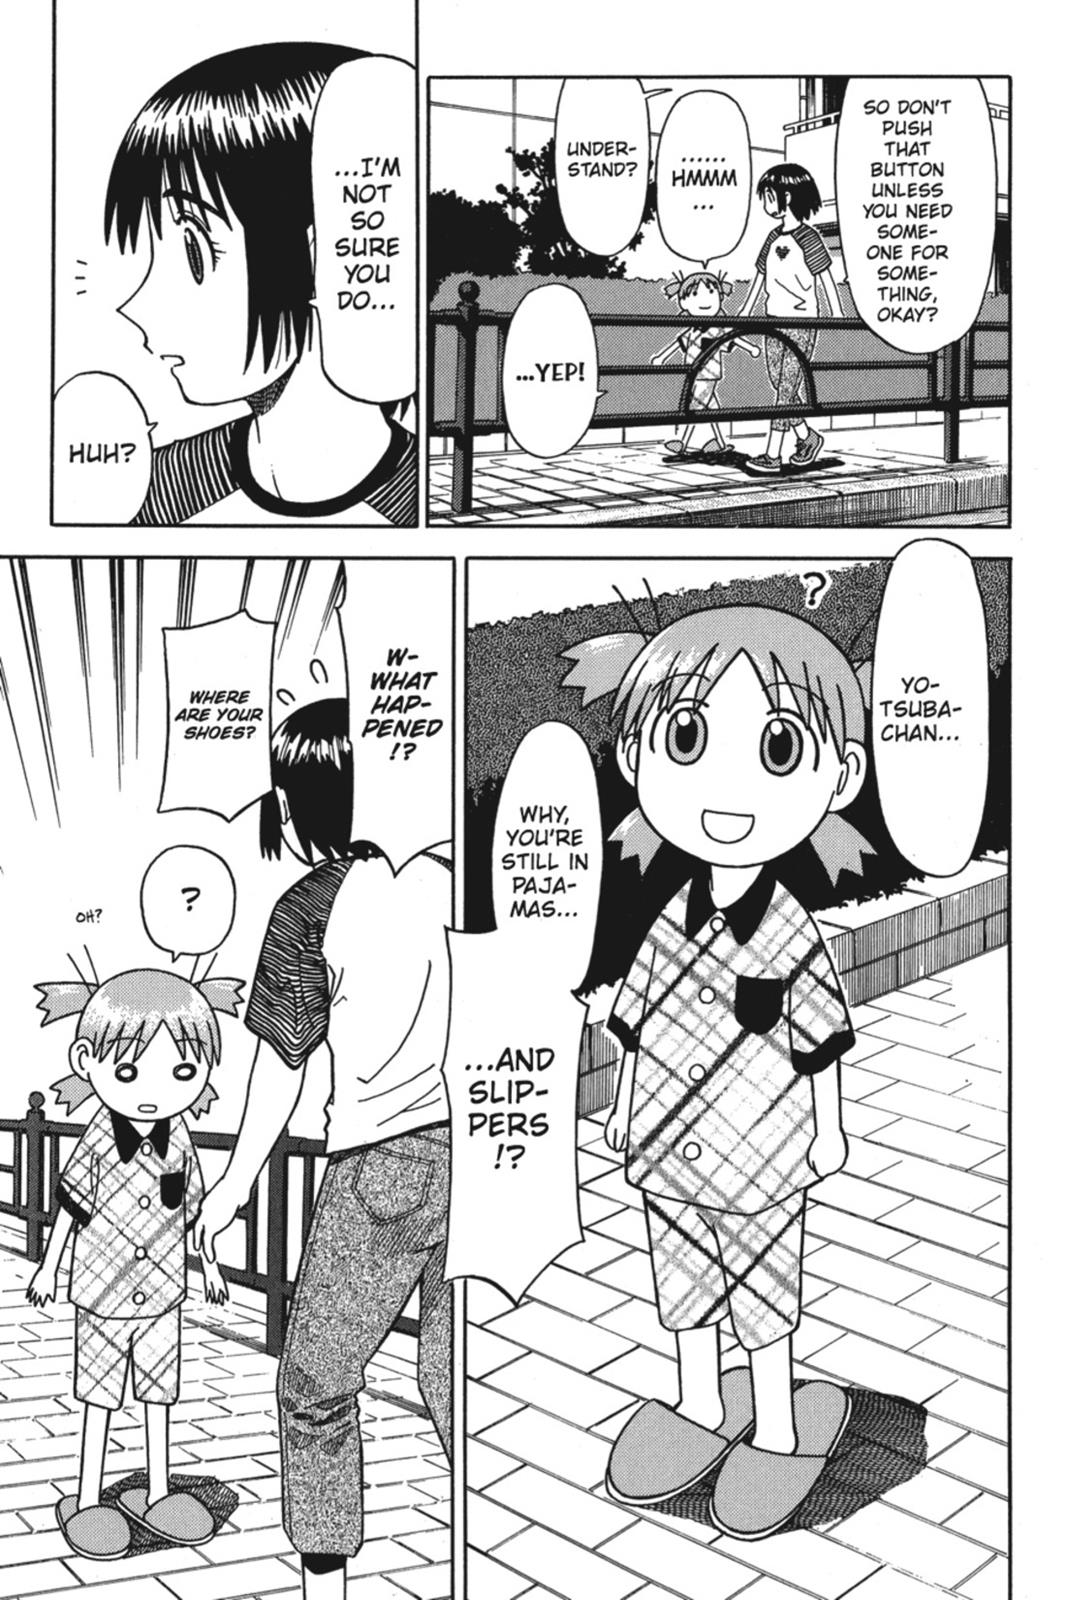 SO DON'T
PUSH
THAT
BUTTON
UNLESS
YOU NEED
SOME-
ONE FOR
SOME-
THING,
OKAY?
......
HMMM
...
UNDER-
STAND?
...YEP!
...I'M
NOT
SO
SURE
YOU
DO...
HUH?
YO-
TSUBA-
CHAN...
?
WHY,
YOU'RE
STILL IN
PAJA-
MAS...
...AND
SLIP-
PERS
!?
W-
WHAT
HAP-
PENED
!?
WHERE
ARE YOUR
SHOES?
?
OH?